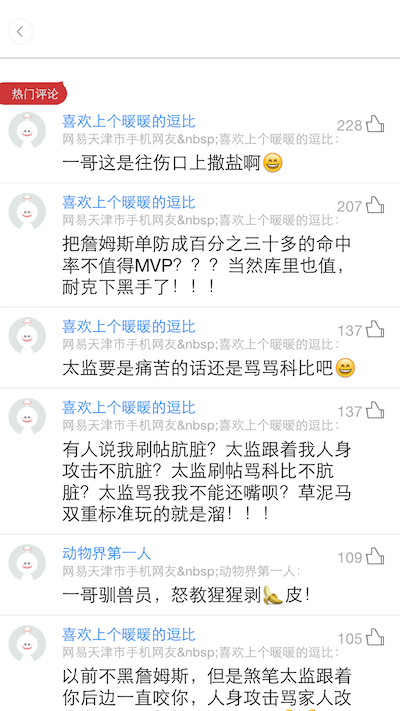 热门评论
喜欢上个暖暖的逗比
228
网易天津市手机网友&nbsp;喜欢上个暖暖的逗比：
一哥这是往伤口上撒盐啊😄
喜欢上个暖暖的逗比
207
网易天津市手机网友&nbsp;喜欢上个暖暖的逗比：
把詹姆斯单防成百分之三十多的命中
率不值得MVP？？？当然库里也值，
耐克下黑手了！！！
喜欢上个暖暖的逗比
137
网易天津市手机网友&nbsp;喜欢上个暖暖的逗比：
太监要是痛苦的话还是骂骂科比吧😄
喜欢上个暖暖的逗比
137
网易天津市手机网友&nbsp;喜欢上个暖暖的逗比：
有人说我刷帖肮脏？太监跟着我人身
攻击不肮脏？太监刷帖骂科比不肮
脏？太监骂我我不能还嘴呗？草泥马
双重标准玩的就是溜！！！
动物界第一人
109
网易天津市手机网友&nbsp;动物界第一人：
一哥驯兽员，怒教猩猩剥🍌皮！
喜欢上个暖暖的逗比
105
网易天津市手机网友&nbsp;喜欢上个暖暖的逗比：
以前不黑詹姆斯，但是煞笔太监跟着
你后边一直咬你，人身攻击骂家人改